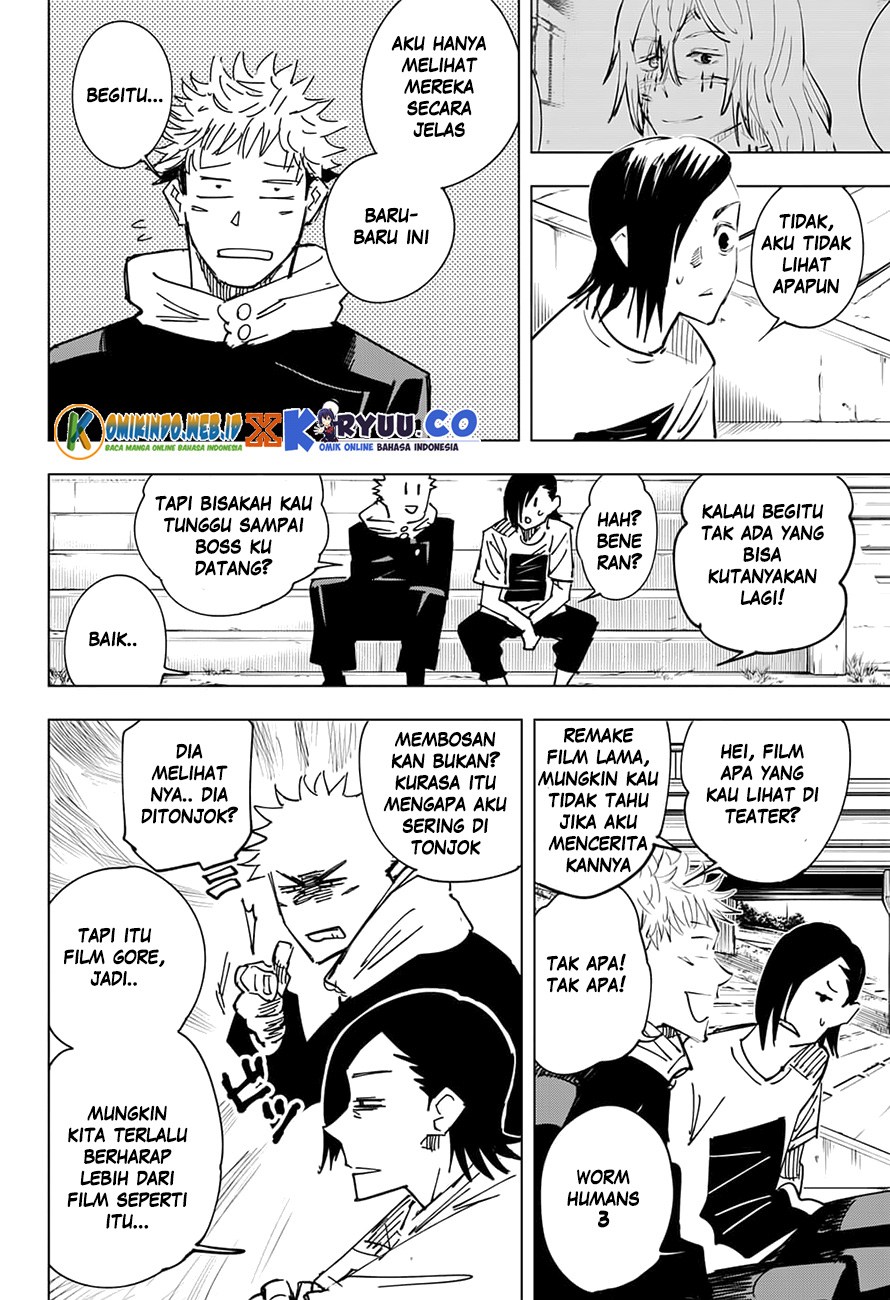 TIDAK,
AKU TIDAK
LIHAT
APAPUN
AKU HANYA
MELIHAT
MEREKA
SECARA
JELAS
BARU-
BARU INI
BEGITU...
KOMIKINDO.WEB.ID X KIRYUU.CO
BACA MANGA ONLINE BAHASA INDONESIA
OMIK ONLINE BAHASA INDONESIA
KALAU BEGITU
TAK ADA YANG
BISA
KUTANYAKAN
LAGI!
HAH?
BENE
RAN?
TAPI BISAKAH KAU
TUNGGU SAMPAI
BOSS KU
DATANG?
BAIK..
HEI, FILM
APA YANG
KAU LIHAT DI
TEATER?
REMAKE
FILM LAMA,
MUNGKIN KAU
TIDAK TAHU
JIKA AKU
MENCERITA
KANNYA
TAK APA!
TAK APA!
WORM
HUMANS
3
MEMBOSAN
KAN BUKAN?
KURASA ITU
MENGAPA AKU
SERING DI
TONJOK
DIA
MELIHAT
NYA.. DIA
DITONJOK?
TAPI ITU
FILM GORE,
JADI..
MUNGKIN
KITA TERLALU
BERHARAP
LEBIH DARI
FILM SEPERTI
ITU...